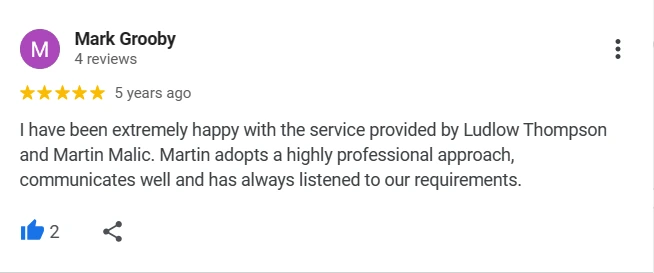 M
Mark Grooby
4 reviews
5 years ago
I have been extremely happy with the service provided by Ludlow Thompson
and Martin Malic. Martin adopts a highly professional approach,
communicates well and has always listened to our requirements.
2